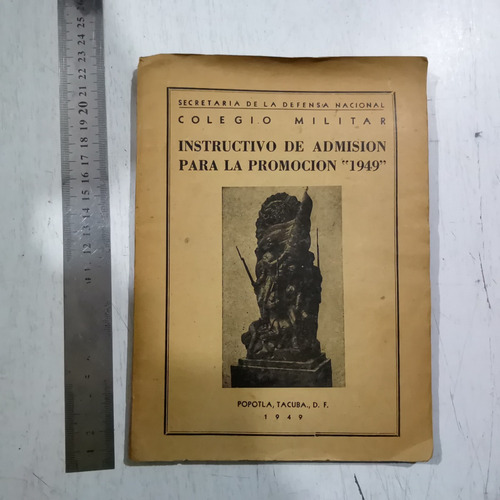 SECRETARIA DE LA DEFENSA NACIONAL
COLEGIO MILITAR
INSTRUCTIVO DE ADMISION
PARA LA PROMOCION "1949"
POPOTLA, TACUBA., D. F.
1949